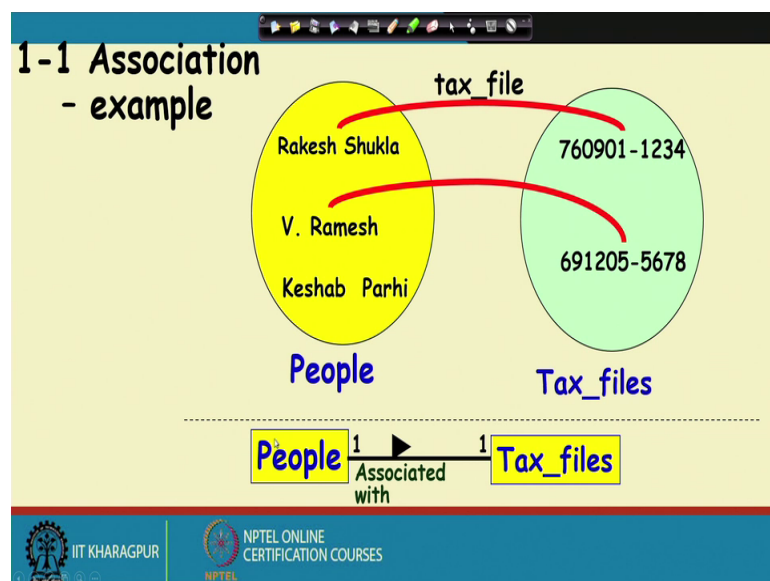 1-1 Association
- example
tax_file
Rakesh Shukla
760901-1234
V. Ramesh
691205-5678
Keshab Parhi
People
Tax_files
People
1
1
Tax_files
Associated
with
IIT KHARAGPUR
NPTEL
NPTEL ONLINE
CERTIFICATION COURSES